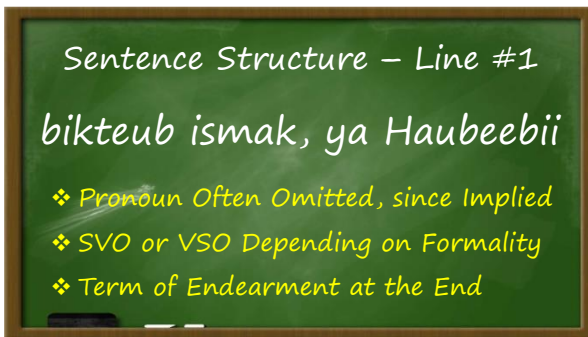 Sentence Structure – Line #1
bikteub ismak, ya Haubeebii
❖ Pronoun Often Omitted, since Implied
❖ SVO or VSO Depending on Formality
❖ Term of Endearment at the End